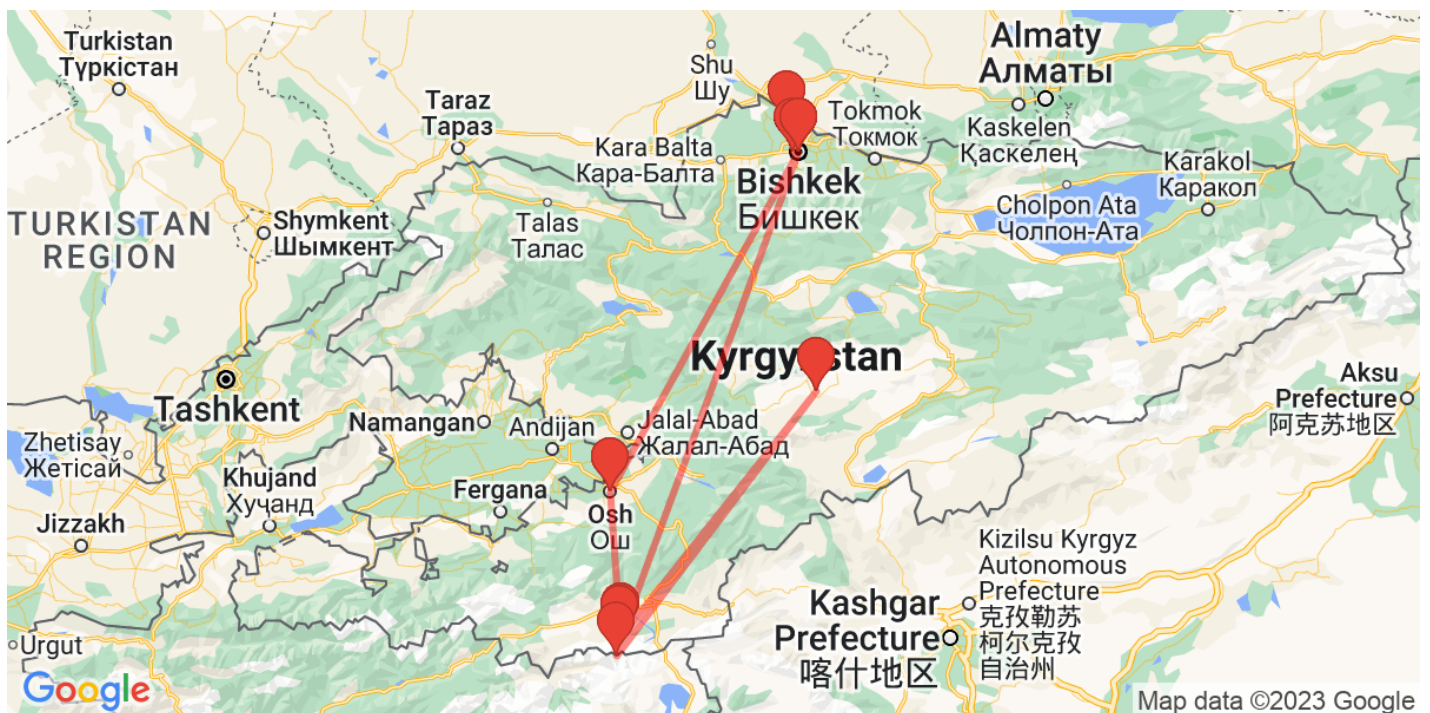 Turkistan
Түркістан
Shu
Шу
Almaty
Алматы
Taraz
Тараз
Tokmok
Токмок
Kaskelen
Қаскелең
Kara Balta
Кара-Балта
Karakol
Каракол
Bishkek
Бишкек
Cholpon Ata
Чолпон-Ата
TURKISTAN
REGION
Shymkent
Шымкент
Talas
Талас
Tashkent
Aksu
Prefecture
阿克苏地区
Namangan
Andijan
Jalal-Abad
Жалал-Абад
Zhetisay
Жетісай
Khujand
Хуҷанд
Fergana
Osh
Ош
Jizzakh
Kizilsu Kyrgyz
Autonomous
Prefecture
克孜勒苏
柯尔克孜
自治州
Kashgar
Prefecture
喀什地区
Urgut
Google
Map data ©2023 Google